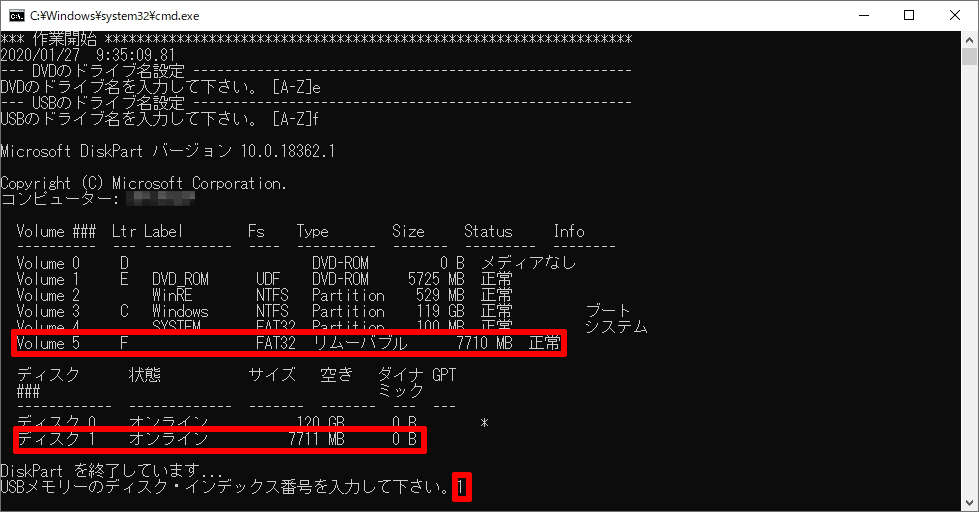 C:¥Windows¥system32¥cmd.exe
*** 作業開始 ******************************************************************
2020/01/27  9:35:09.81
--- DVDのドライブ名設定 -------------------------------------------------------
DVDのドライブ名を入力して下さい。 [A-Z]e
--- USBのドライブ名設定 -------------------------------------------------------
USBのドライブ名を入力して下さい。 [A-Z]f
Microsoft DiskPart バージョン 10.0.18362.1
Copyright (C) Microsoft Corporation.
コンピューター:
Volume ###  Ltr Label        Fs    Type        Size     Status     Info
----------  --- -----------  ----  ----------  -------  ---------  --------
Volume 0     D                       DVD-ROM         0 B  メディアなし
Volume 1     E   DVD_ROM      UDF    DVD-ROM     5725 MB  正常
Volume 2         WinRE        NTFS   Partition    529 MB  正常
Volume 3     C   Windows      NTFS   Partition    119 GB  正常         ブート
Volume 4         SYSTEM       FAT32  Partition    100 MB  正常         システム
Volume 5     F                FAT32  リムーバブル      7710 MB  正常
ディスク      状態           サイズ   空き   ダイナ GPT
###                                          ミック
------------  -------------  -------  -------  ---  ---
ディスク 0    オンライン           120 GB      0 B        *
ディスク 1    オンライン          7711 MB      0 B
DiskPart を終了しています...
USBメモリーのディスク・インデックス番号を入力して下さい。1